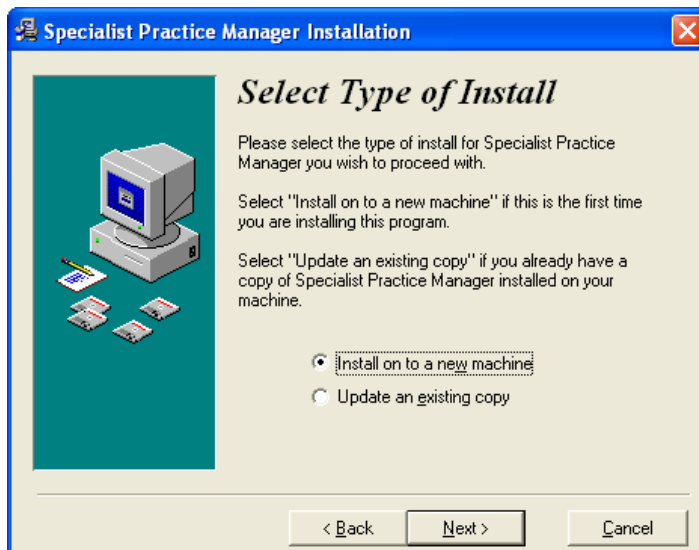 Specialist Practice Manager Installation
Select Type of Install
Please select the type of install for Specialist Practice
Manager you wish to proceed with.
Select "Install on to a new machine" if this is the first time
you are installing this program.
Select "Update an existing copy" if you already have a
copy of Specialist Practice Manager installed on your
machine.
Install on to a new machine
Update an existing copy
< Back
Next >
Cancel